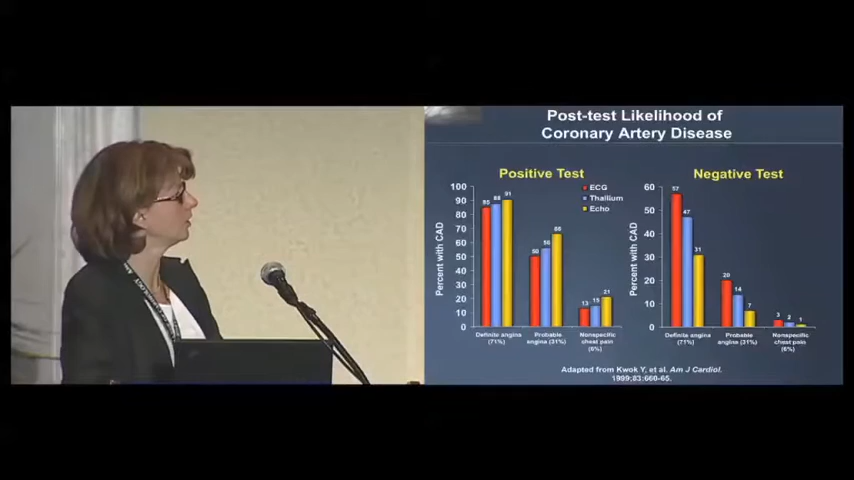 Post-test Likelihood of
Coronary Artery Disease
Positive Test
Negative Test
ECG
Thallium
Echo
Percent with CAD
100
90
80
70
60
50
40
30
20
10
0
85 88 91
50 56 66
13 15 21
Definite angina
(71%)
Probable
angina (31%)
Nonspecific
chest pain
(6%)
Percent with CAD
60
50
40
30
20
10
0
57 47 31
20 14 7
3 2 1
Definite angina
(71%)
Probable
angina (31%)
Nonspecific
chest pain
(6%)
Adapted from Kwok Y, et al. Am J Cardiol.
1999;83:660-65.